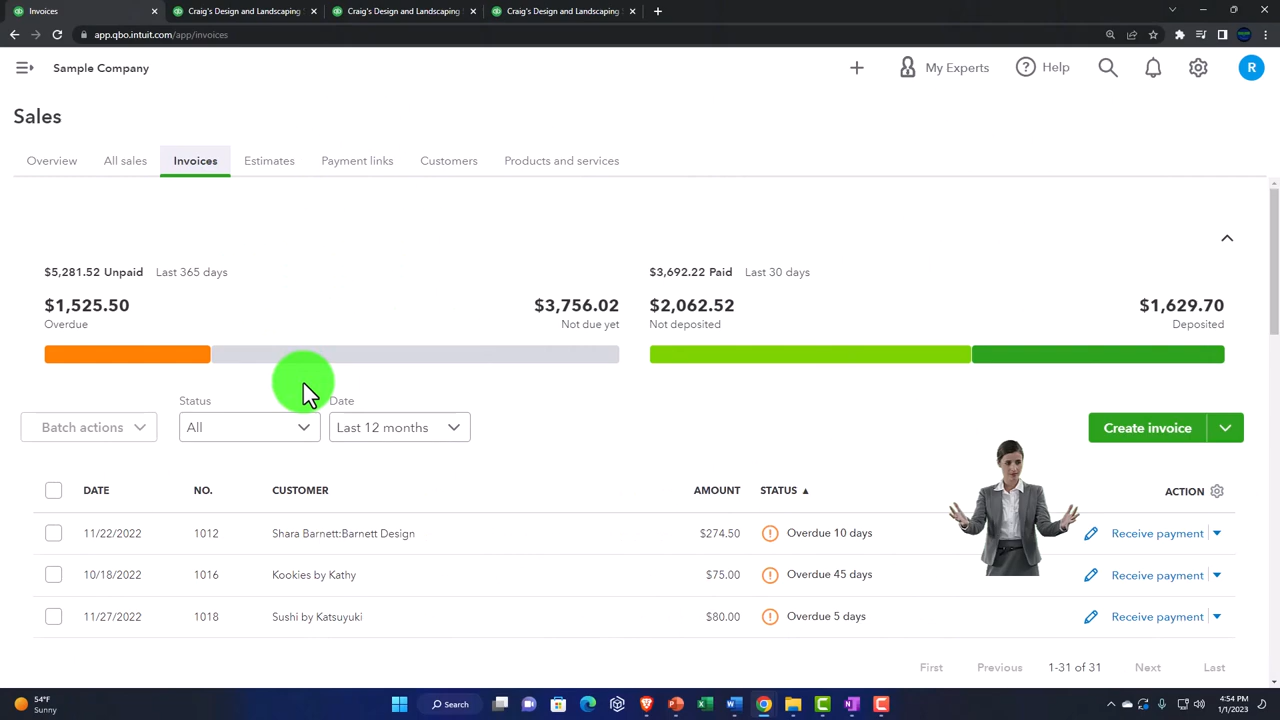 Invoices
Craig's Design and Landscaping
Craig's Design and Landscaping
Craig's Design and Landscaping
app.qbo.intuit.com/app/invoices
Sample Company
My Experts
Help
R
Sales
Overview
All sales
Invoices
Estimates
Payment links
Customers
Products and services
$5,281.52 Unpaid Last 365 days
$3,692.22 Paid Last 30 days
$1,525.50
$3,756.02
$2,062.52
$1,629.70
Overdue
Not due yet
Not deposited
Deposited
Status
Date
Batch actions
All
Last 12 months
Create invoice
DATE NO. CUSTOMER AMOUNT STATUS ▲ ACTION
11/22/2022 1012 Shara Barnett:Barnett Design $274.50 Overdue 10 days Receive payment
10/18/2022 1016 Kookies by Kathy $75.00 Overdue 45 days Receive payment
11/27/2022 1018 Sushi by Katsuyuki $80.00 Overdue 5 days Receive payment
First Previous 1-31 of 31 Next Last
54°F
Sunny
Search
4:54 PM
1/1/2023